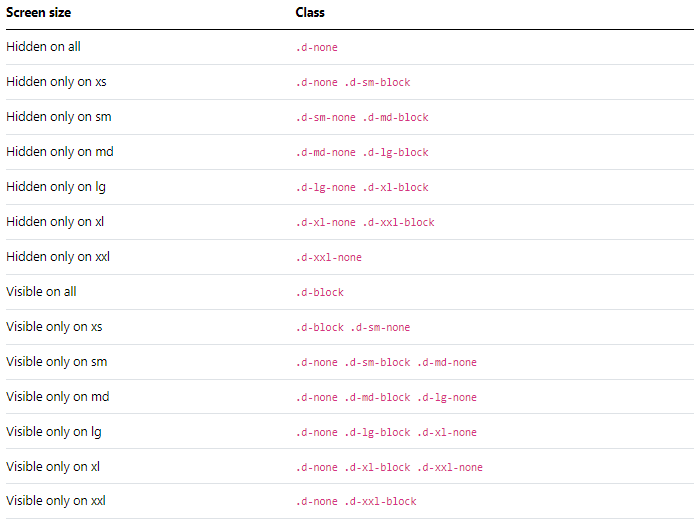 Screen size Class
Hidden on all .d-none
Hidden only on xs .d-none .d-sm-block
Hidden only on sm .d-sm-none .d-md-block
Hidden only on md .d-md-none .d-lg-block
Hidden only on lg .d-lg-none .d-xl-block
Hidden only on xl .d-xl-none .d-xxl-block
Hidden only on xxl .d-xxl-none
Visible on all .d-block
Visible only on xs .d-block .d-sm-none
Visible only on sm .d-none .d-sm-block .d-md-none
Visible only on md .d-none .d-md-block .d-lg-none
Visible only on lg .d-none .d-lg-block .d-xl-none
Visible only on xl .d-none .d-xl-block .d-xxl-none
Visible only on xxl .d-none .d-xxl-block